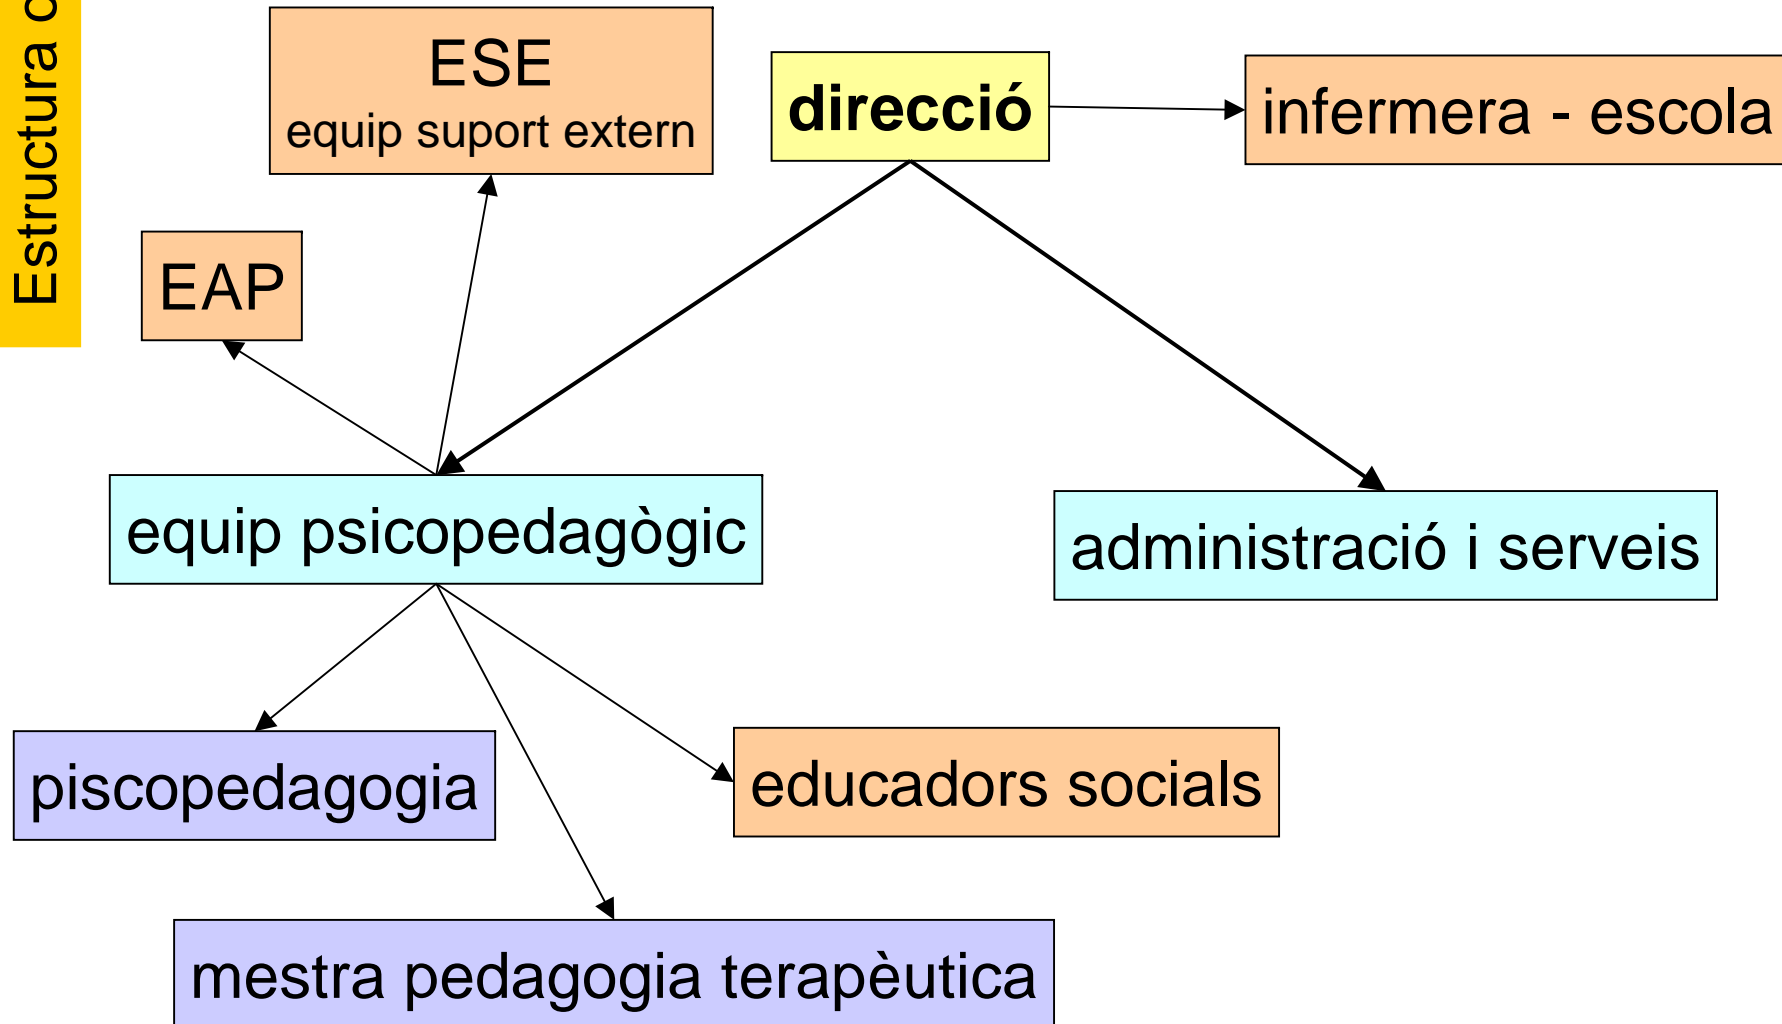 Estructura
ESE
equip suport extern
direcció
infermera - escola
EAP
equip psicopedagògic
administració i serveis
piscopedagogia
educadors socials
mestra pedagogia terapèutica